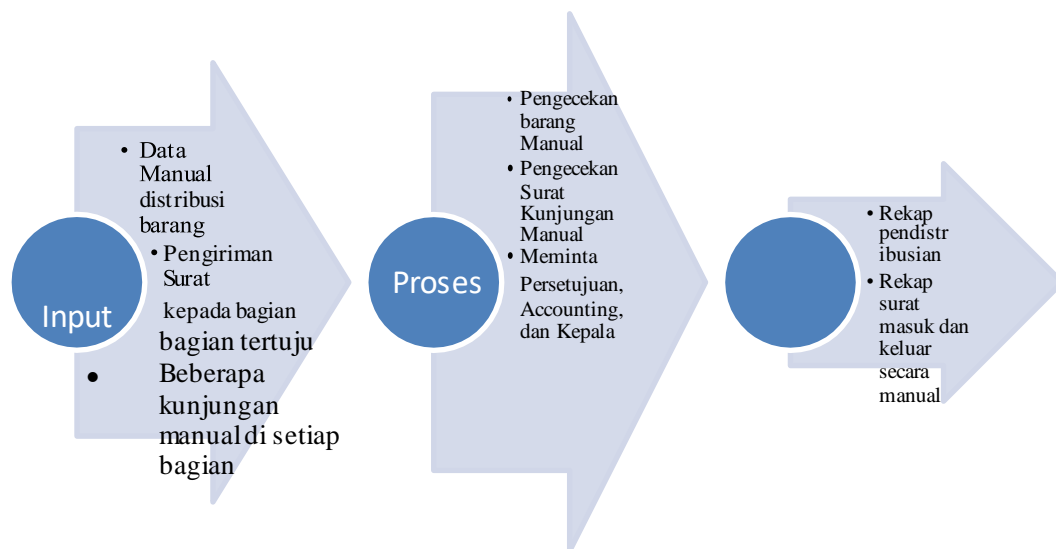 Input
• Data
Manual
distribusi
barang
• Pengiriman
Surat
kepada bagian
bagian tertuju
• Beberapa
kunjungan
manual di setiap
bagian
Proses
• Pengecekan
barang
Manual
• Pengecekan
Surat
Kunjungan
Manual
• Meminta
Persetujuan,
Accounting,
dan Kepala
• Rekap
pendistr
ibusian
• Rekap
surat
masuk dan
keluar
secara
manual